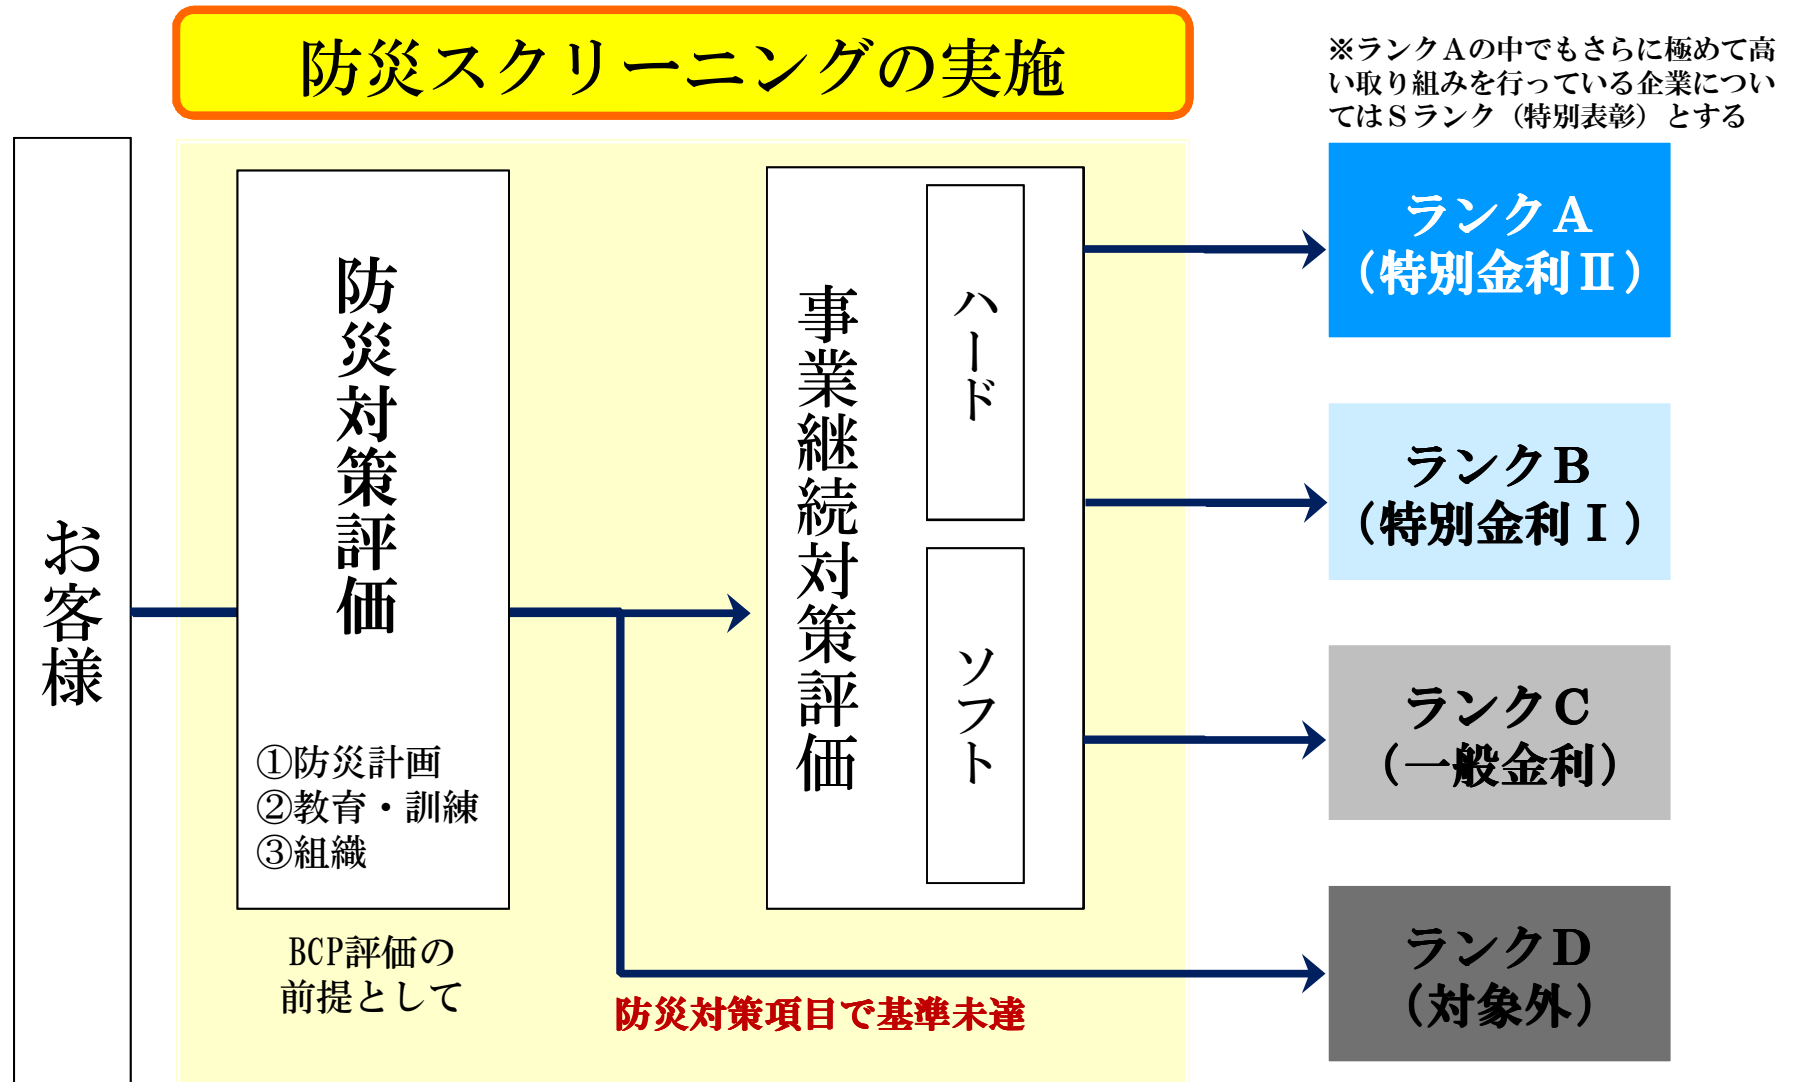 防災スクリーニングの実施
※ランクＡの中でもさらに極めて高
い取り組みを行っている企業につい
てはＳランク（特別表彰）とする
お客様
防災対策評価
①防災計画
②教育・訓練
③組織
BCP評価の
前提として
事業継続対策評価
ハード
ソフト
防災対策項目で基準未達
ランクＡ
（特別金利Ⅱ）
ランクＢ
（特別金利Ⅰ）
ランクＣ
（一般金利）
ランクＤ
（対象外）